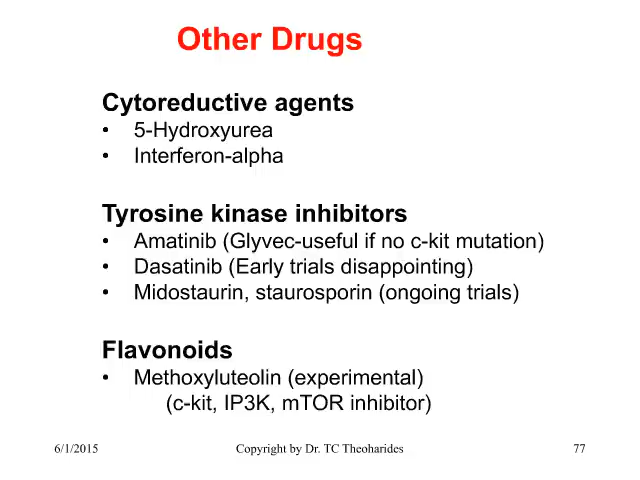 Other Drugs
Cytoreductive agents
• 5-Hydroxyurea
• Interferon-alpha
Tyrosine kinase inhibitors
• Amatinib (Glyvec-useful if no c-kit mutation)
• Dasatinib (Early trials disappointing)
• Midostaurin, staurosporin (ongoing trials)
Flavonoids
• Methoxyluteolin (experimental)
(c-kit, IP3K, mTOR inhibitor)
6/1/2015 Copyright by Dr. TC Theoharides 77